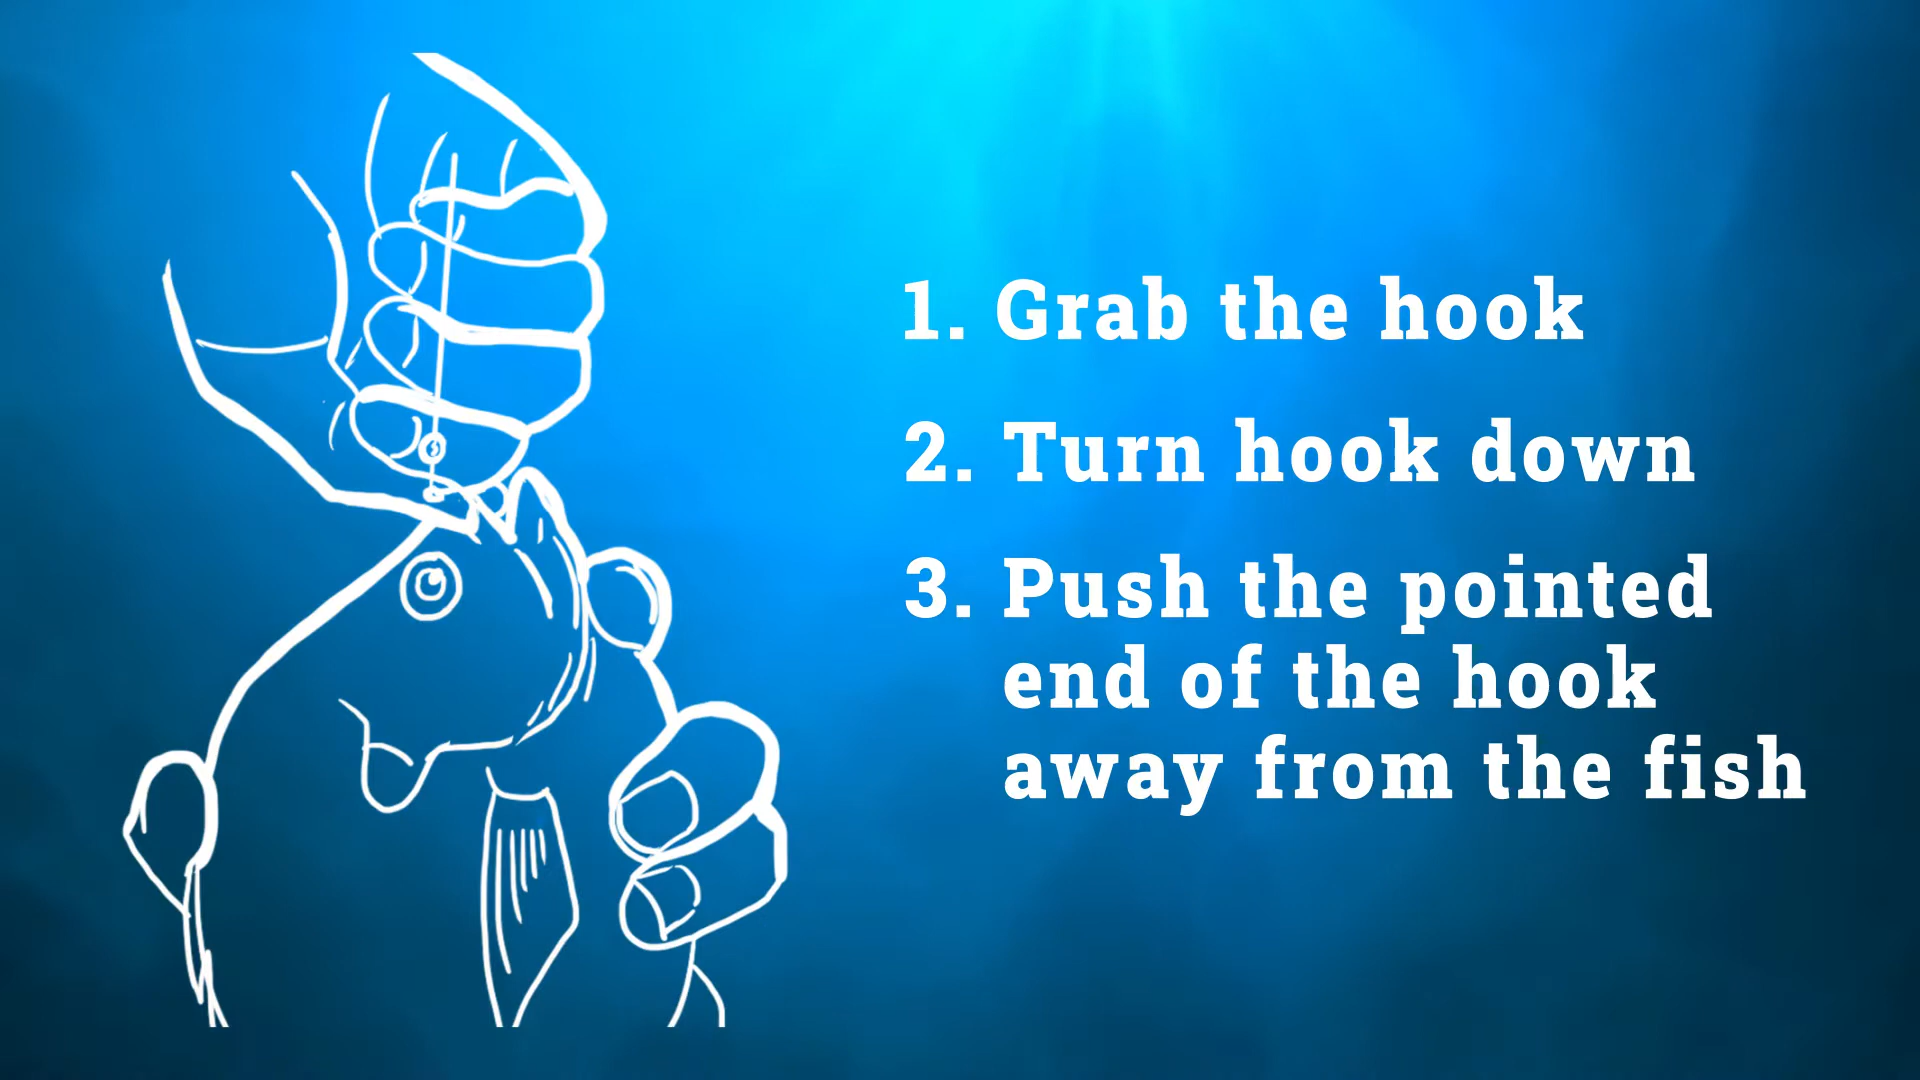 1. Grab the hook
2. Turn hook down
3. Push the pointed
end of the hook
away from the fish